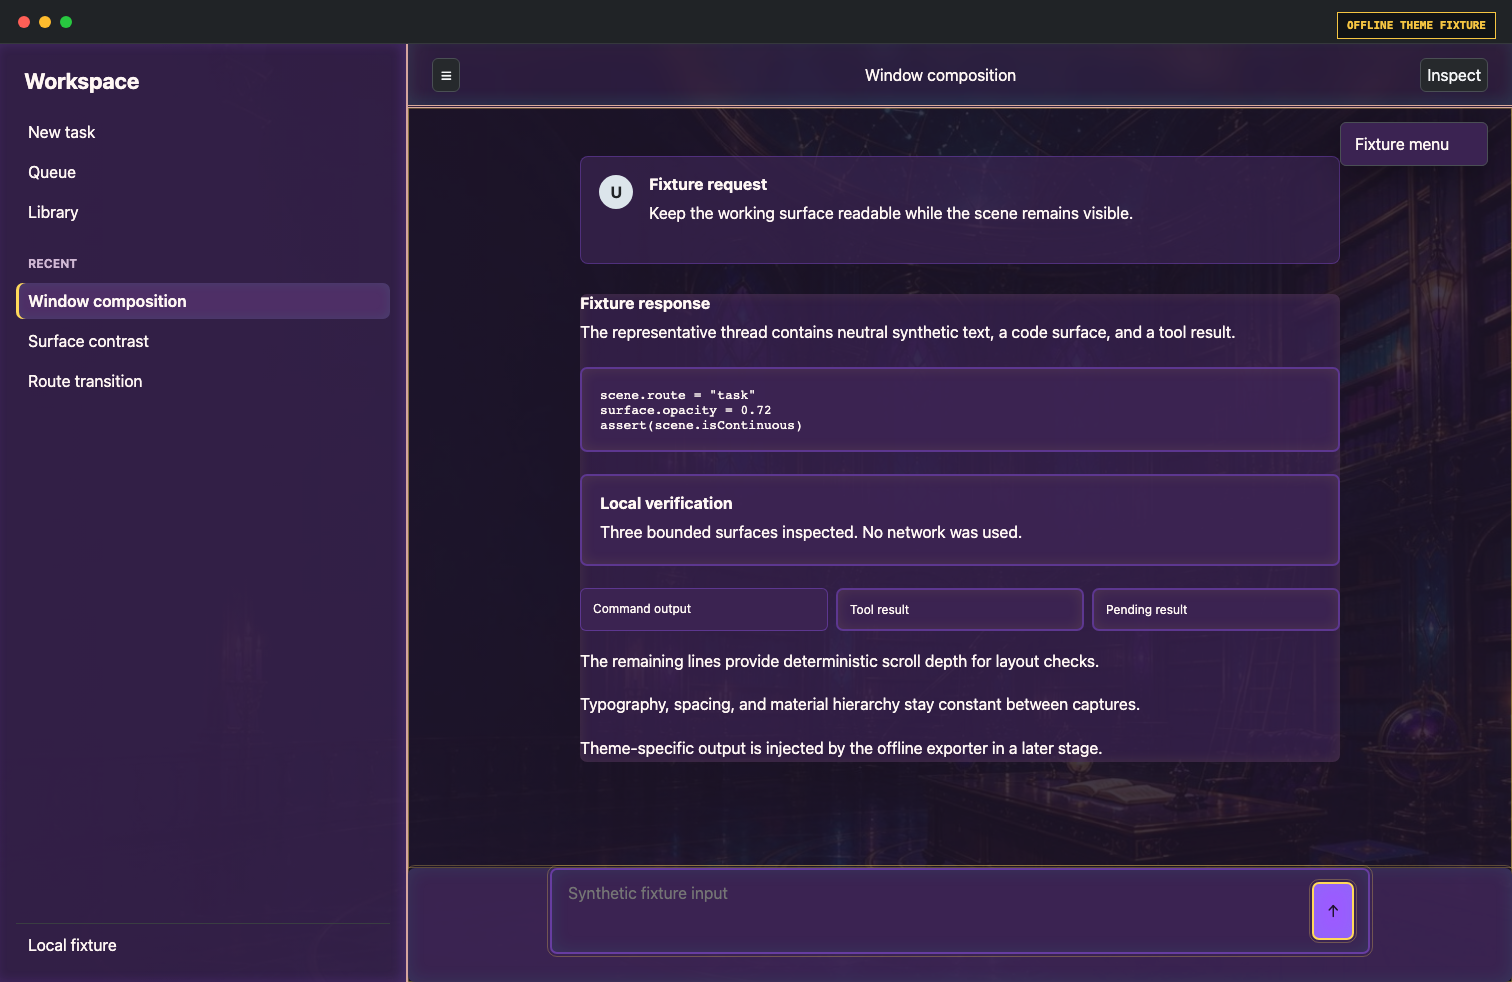 OFFLINE THEME FIXTURE
Workspace
New task
Queue
Library
RECENT
Window composition
Surface contrast
Route transition
Local fixture
Window composition
Inspect
Fixture menu
U
Fixture request
Keep the working surface readable while the scene remains visible.
Fixture response
The representative thread contains neutral synthetic text, a code surface, and a tool result.
scene.route = "task"
surface.opacity = 0.72
assert(scene.isContinuous)
Local verification
Three bounded surfaces inspected. No network was used.
Command output
Tool result
Pending result
The remaining lines provide deterministic scroll depth for layout checks.
Typography, spacing, and material hierarchy stay constant between captures.
Theme-specific output is injected by the offline exporter in a later stage.
Synthetic fixture input